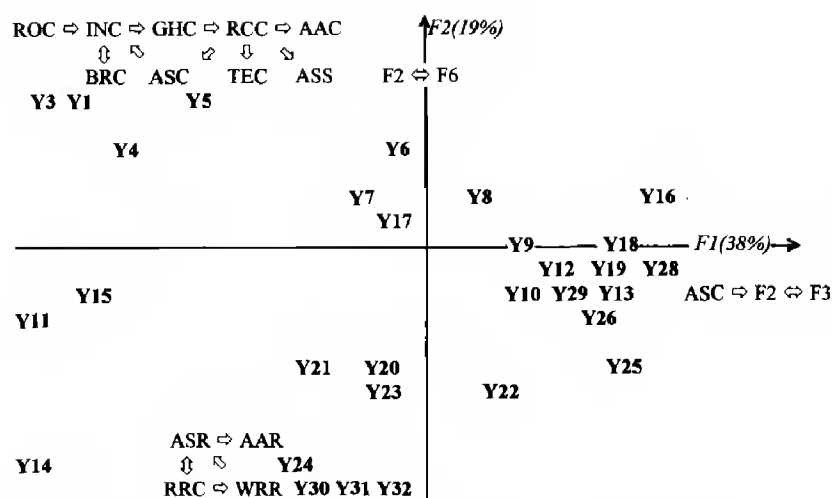 ROC ⇨ INC ⇨ GHC ⇨ RCC ⇨ AAC F2(19%)
⇕ ⇖ ⇙ ⇩ ⇘
BRC ASC TEC ASS F2 ⇔ F6
Y3 Y1 Y5
Y4 Y6
Y7 Y8 Y16
Y17
Y9 Y18 F1(38%)
Y12 Y19 Y28
Y15 Y10 Y29 Y13 ASC ⇨ F2 ⇔ F3
Y11 Y26
Y21 Y20 Y25
Y23 Y22
ASR ⇨ AAR
Y14 ⇕ ⇖ Y24
RRC ⇨ WRR Y30 Y31 Y32